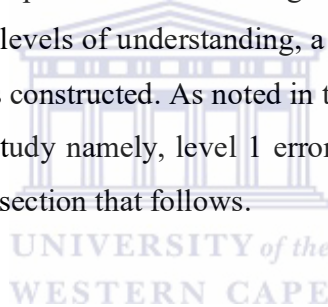 levels of understanding, a
constructed. As noted in t
tudy namely, level 1 error
section that follows.
UNIVERSITY of the
WESTERN CAPE